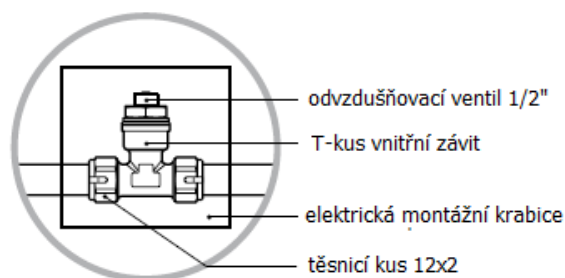 odvzdušňovací ventil 1/2"
T-kus vnitřní závit
elektrická montážní krabice
těsnicí kus 12x2